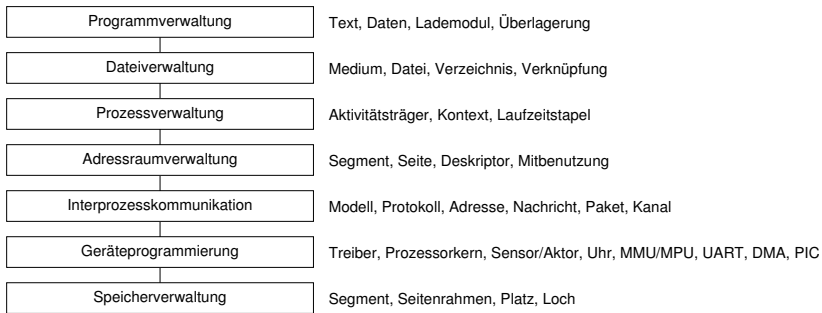 Programmverwaltung Text, Daten, Lademodul, Überlagerung
Dateiverwaltung Medium, Datei, Verzeichnis, Verknüpfung
Prozessverwaltung Aktivitätsträger, Kontext, Laufzeitstapel
Adressraumverwaltung Segment, Seite, Deskriptor, Mitbenutzung
Interprozesskommunikation Modell, Protokoll, Adresse, Nachricht, Paket, Kanal
Geräteprogrammierung Treiber, Prozessorkern, Sensor/Aktor, Uhr, MMU/MPU, UART, DMA, PIC
Speicherverwaltung Segment, Seitenrahmen, Platz, Loch